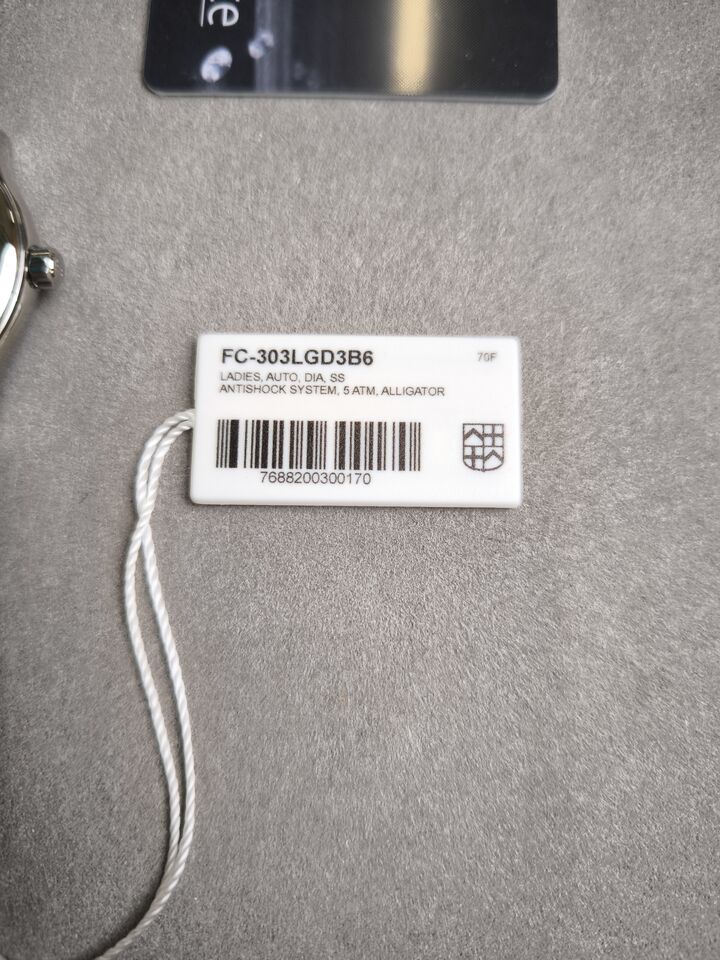 FC-303LGD3B6 70F
LADIES, AUTO, DIA, SS
ANTISHOCK SYSTEM, 5 ATM, ALLIGATOR
7688200300170